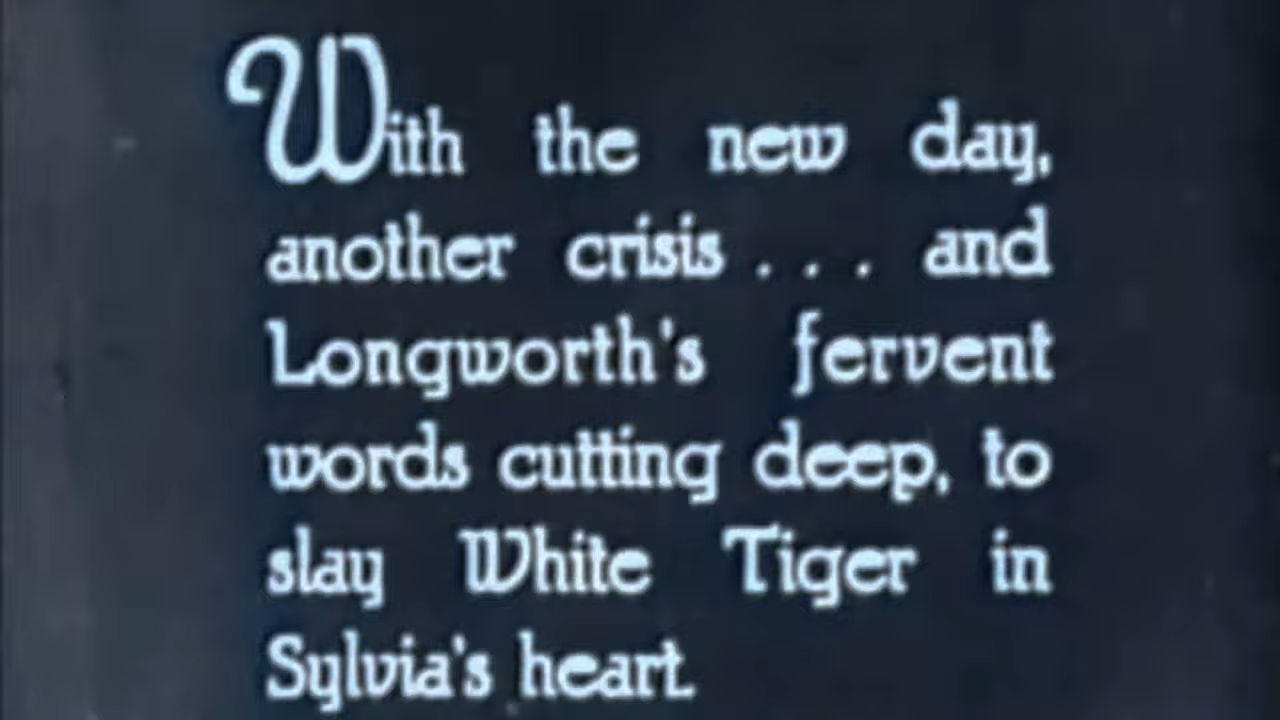 With the new day,
another crisis . . . and
Longworth's fervent
words cutting deep, to
slay White Tiger in
Sylvia's heart.